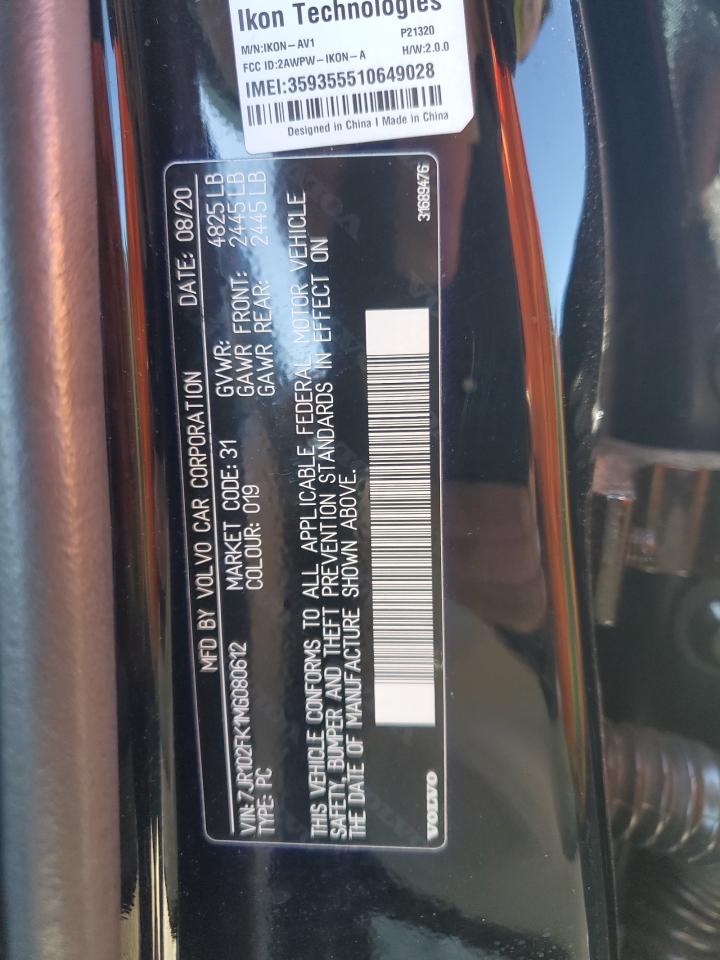 Ikon Technologies
M/N:IKON-AV1 P21320
FCC ID:2AWPW-IKON-A H/W:2.0.0
IMEI:359355510649028
Designed in China I Made in China
MFD BY VOLVO CAR CORPORATION DATE: 08/20
VIN:7JR102FK1MG080612 GVWR: 4825 LB
TYPE: PC MARKET CODE: 31 GAWR FRONT: 2445 LB
COLOUR: 019 GAWR REAR: 2445 LB
THIS VEHICLE CONFORMS TO ALL APPLICABLE FEDERAL MOTOR VEHICLE
SAFETY, BUMPER AND THEFT PREVENTION STANDARDS IN EFFECT ON
THE DATE OF MANUFACTURE SHOWN ABOVE.
VOLVO 31689476